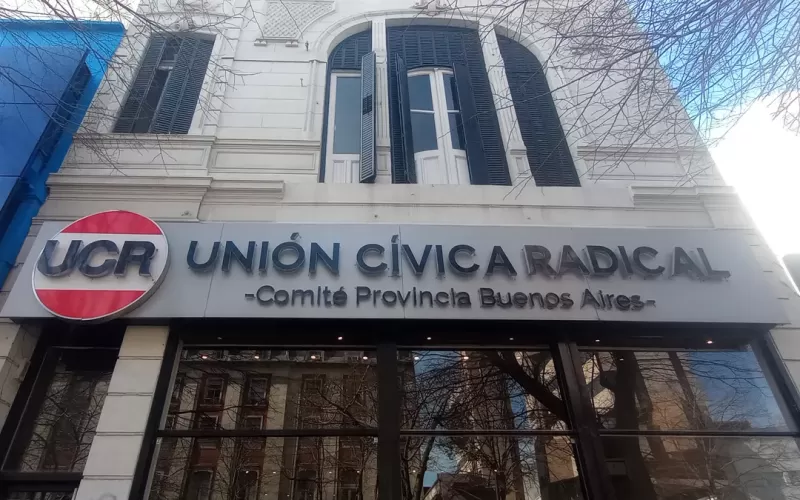 UCR
UNIÓN CÍVICA RADICAL
-Comité Provincia Buenos Aires-